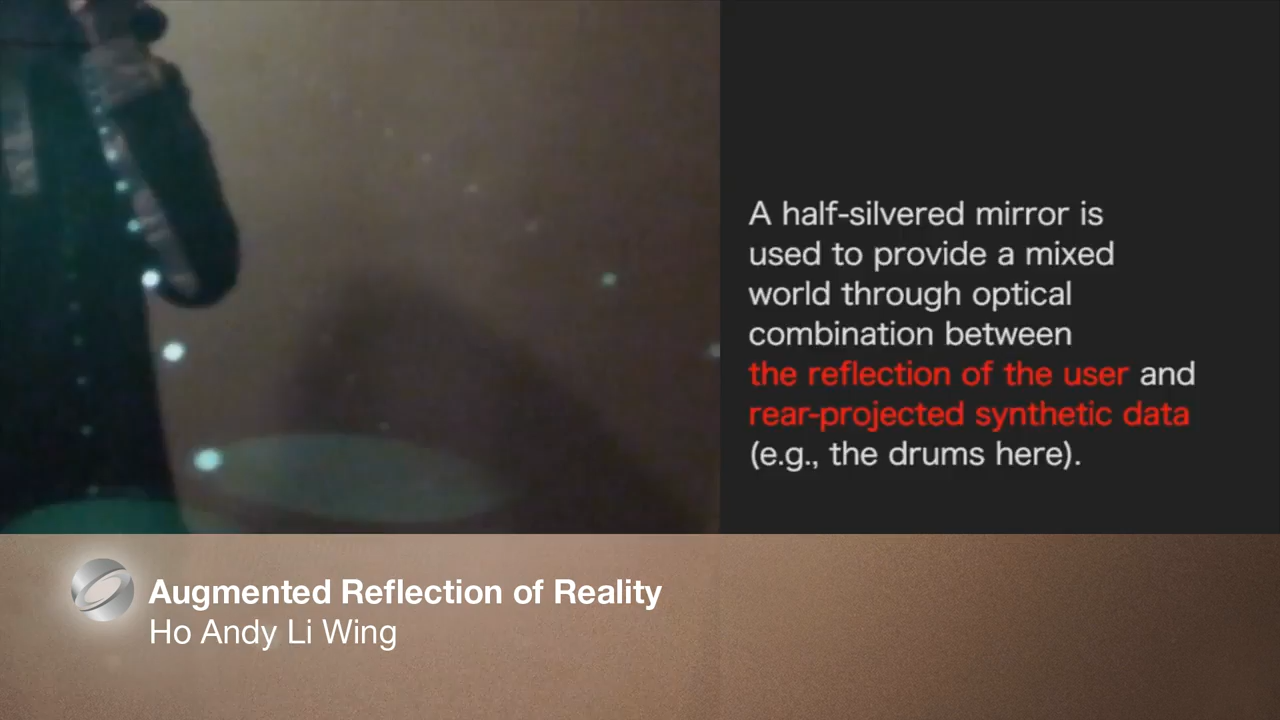 A half-silvered mirror is
used to provide a mixed
world through optical
combination between
the reflection of the user and
rear-projected synthetic data
(e.g., the drums here).
Augmented Reflection of Reality
Ho Andy Li Wing